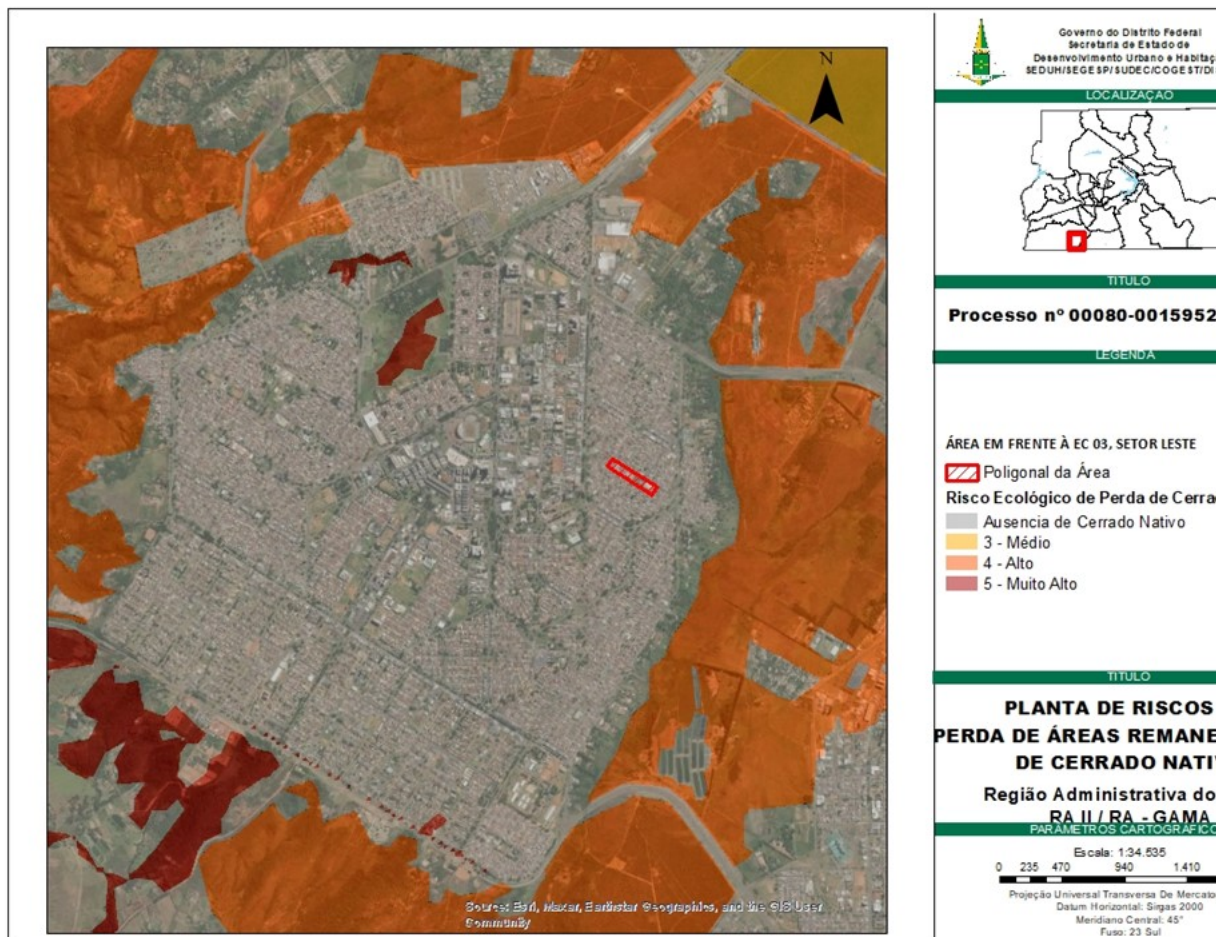 N
Source: Esri, Maxar, Earthstar Geographics, and the GIS User
Community
Governo do Distrito Federal
Secretaria de Estado de
Desenvolvimento Urbano e Habitaç
SEDUH/SEGESP/SUDEC/COGEST/DI
LOCALIZAÇÃO
TITULO
Processo nº 00080-0015952
LEGENDA
ÁREA EM FRENTE À EC 03, SETOR LESTE
Poligonal da Área
Risco Ecológico de Perda de Cerra
Ausencia de Cerrado Nativo
3 - Médio
4 - Alto
5 - Muito Alto
TITULO
PLANTA DE RISCOS
PERDA DE ÁREAS REMANE
DE CERRADO NATI
Região Administrativa do
RA II / RA - GAMA
PARÂMETROS CARTOGRÁFICO
Escala: 1:34.535
0 235 470 940 1.410
Projeção Universal Transversa De Mercato
Datum Horizontal: Sirgas 2000
Meridiano Central: 45°
Fuso: 23 Sul